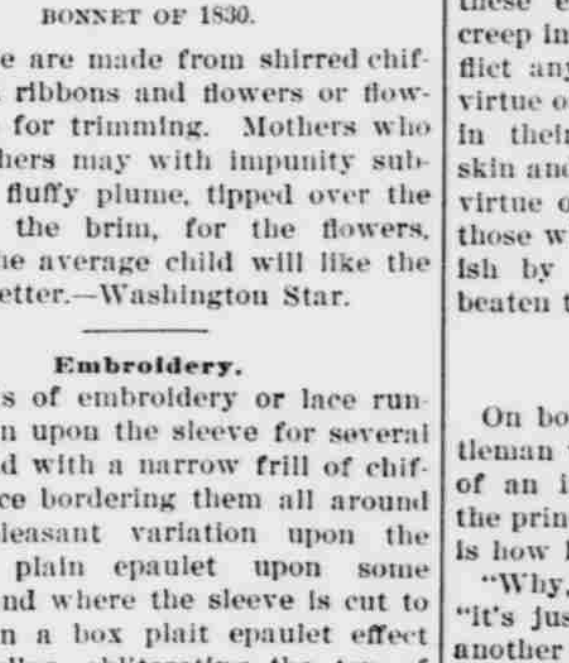 BONNET OF 1830.
e are made from shirred chif-
ribbons and flowers or flow-
for trimming. Mothers who
hers may with impunity sub-
fluffy plume, tipped over the
the brim, for the flowers,
he average child will like the
etter.—Washington Star.
Embroidery.
s of embroidery or lace run-
n upon the sleeve for several
d with a narrow frill of chif-
ce bordering them all around
leasant variation upon the
plain epaulet upon some
nd where the sleeve is cut to
n a box plait epaulet effect
these e
creep in
flict any
virtue o
in their
skin and
virtue o
those w
ish by
beaten t
On bo
tleman
of an i
the prin
is how
"Why,
"it's jus
another